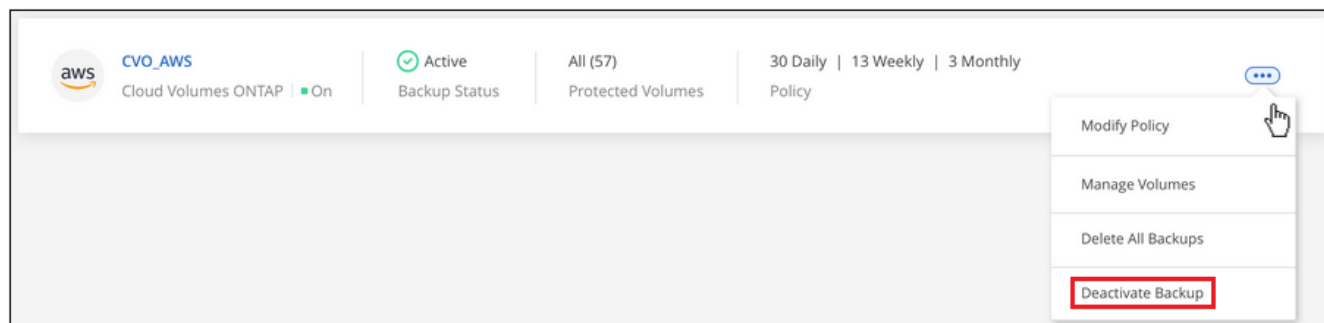 aws
CVO_AWS
Cloud Volumes ONTAP | On
Active
Backup Status
All (57)
Protected Volumes
30 Daily | 13 Weekly | 3 Monthly
Policy
Modify Policy
Manage Volumes
Delete All Backups
Deactivate Backup